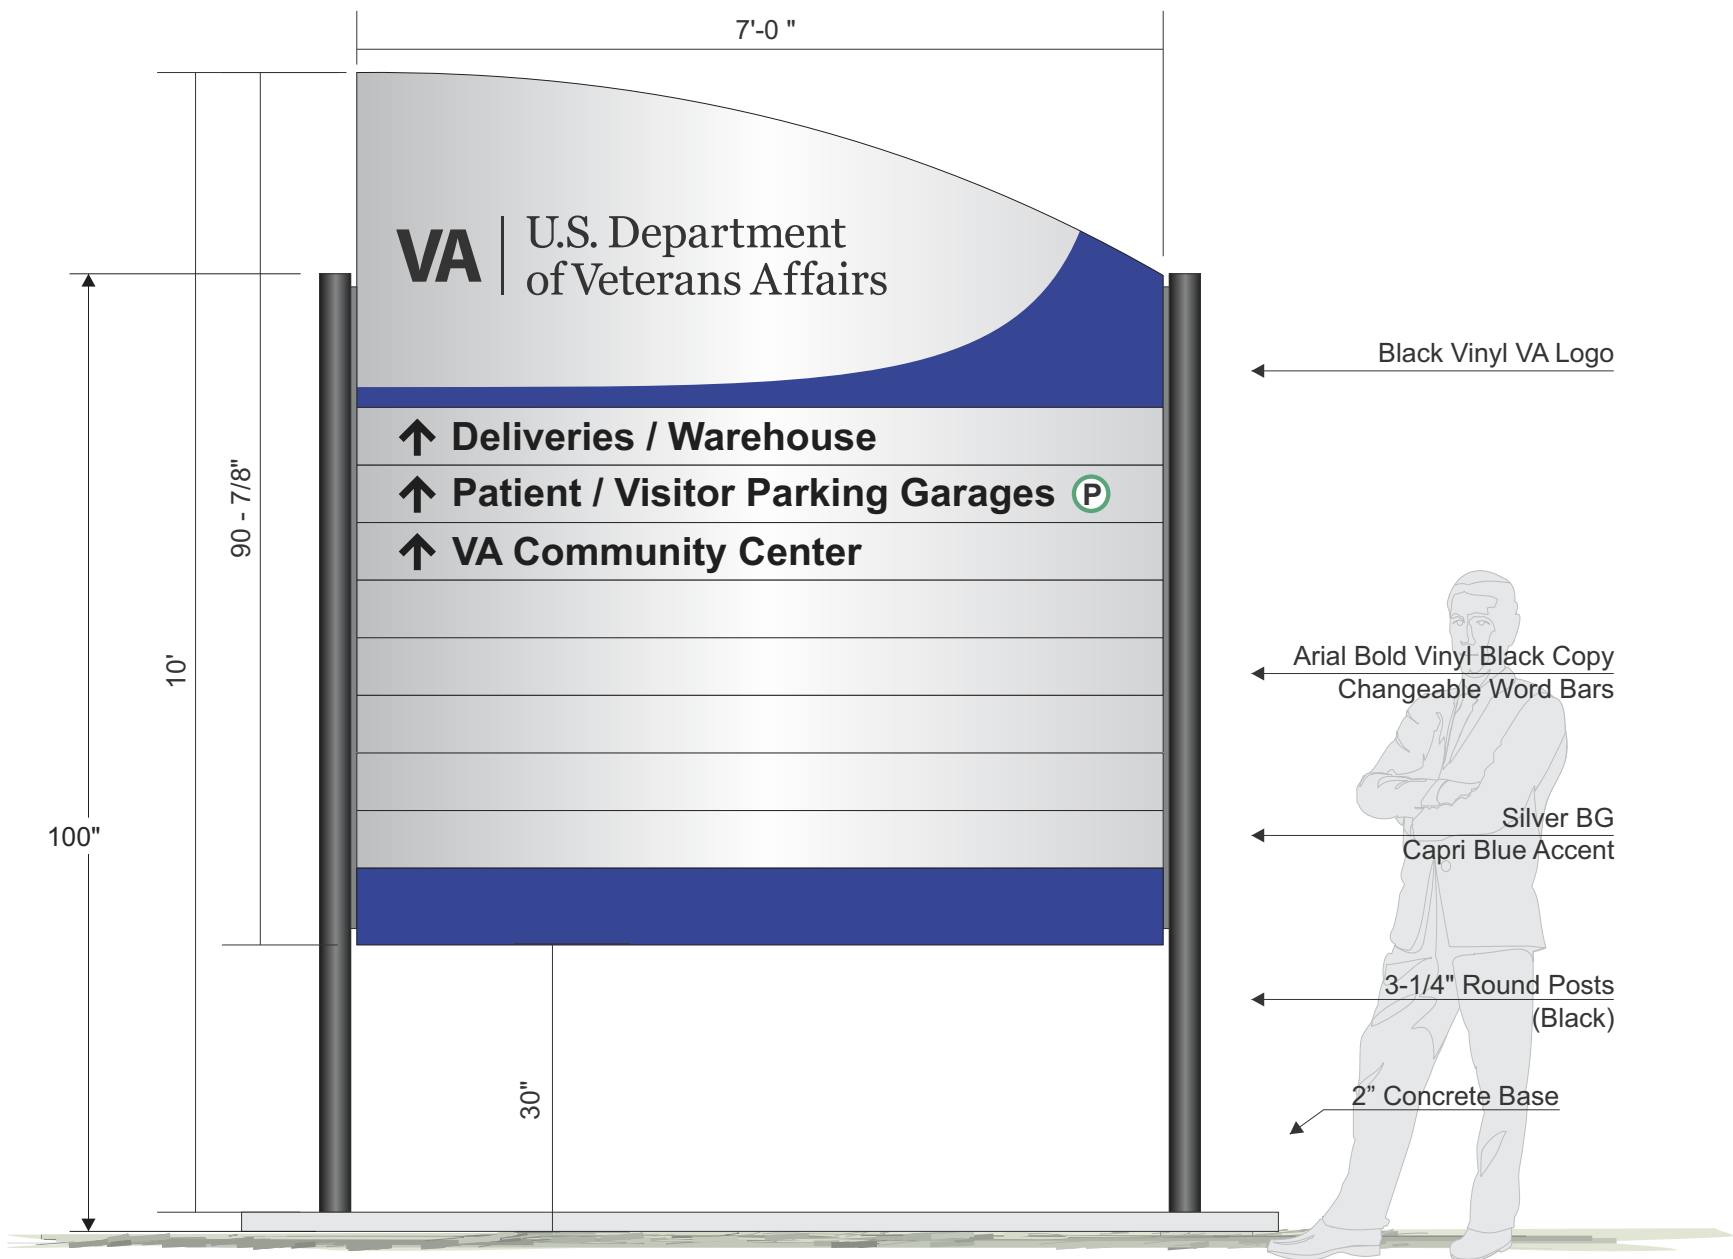 7'-0 "
VA
U.S. Department
of Veterans Affairs
Black Vinyl VA Logo
↑ Deliveries / Warehouse
↑ Patient / Visitor Parking Garages P
↑ VA Community Center
90 - 7/8"
10'
100"
Arial Bold Vinyl Black Copy
Changeable Word Bars
Silver BG
Capri Blue Accent
3-1/4" Round Posts
(Black)
30"
2” Concrete Base